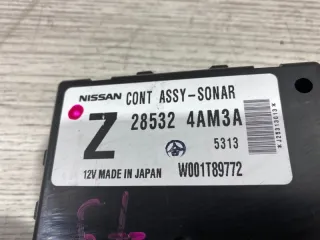 NISSAN CONT ASSY-SONAR
Z 28532 4AM3A
5313
12V MADE IN JAPAN W001T89772